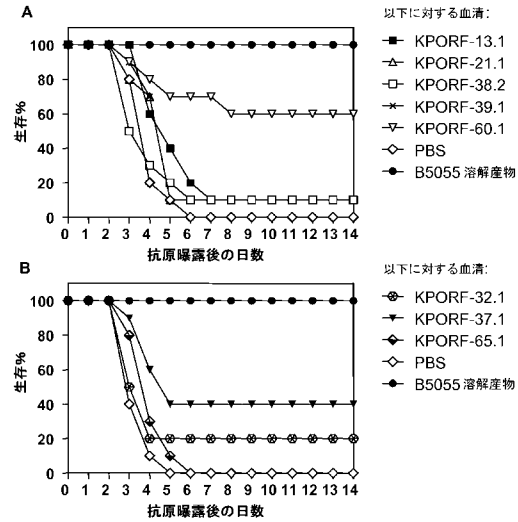 A
以下に対する血清:
100
80
60
40
20
0
生存%
0 1 2 3 4 5 6 7 8 9 10 11 12 13 14
抗原曝露後の日数
KPORF-13.1
KPORF-21.1
KPORF-38.2
KPORF-39.1
KPORF-60.1
PBS
B5055 溶解産物
B
以下に対する血清:
100
80
60
40
20
0
生存%
0 1 2 3 4 5 6 7 8 9 10 11 12 13 14
抗原曝露後の日数
KPORF-32.1
KPORF-37.1
KPORF-65.1
PBS
B5055 溶解産物